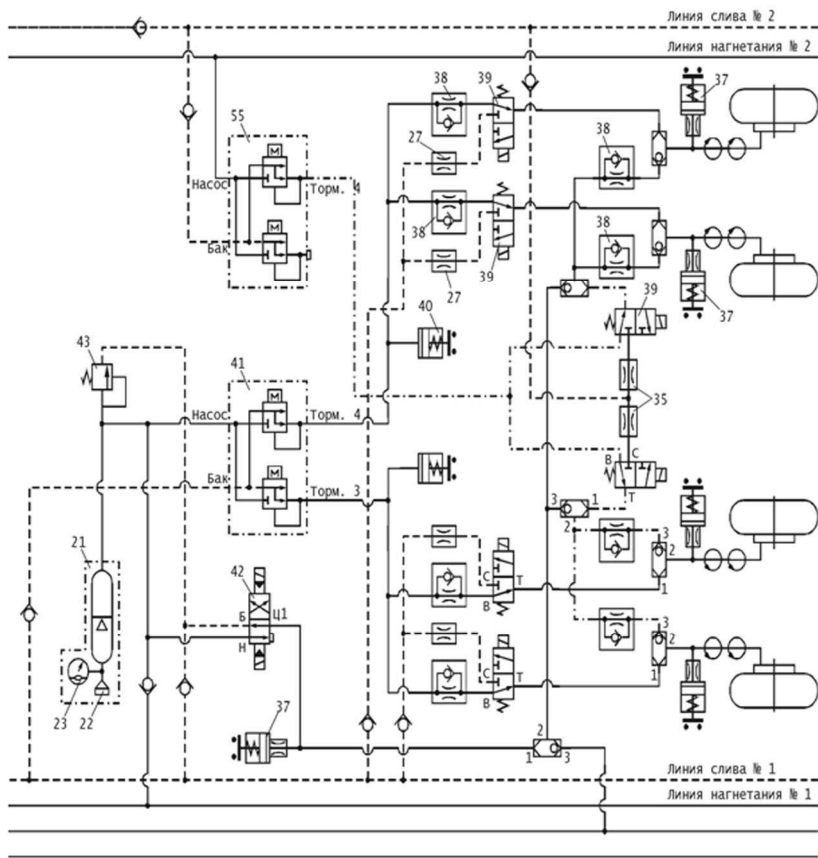 Линия слива № 2
Линия нагнетания № 2
38
39
37
55
М
27
38
Насос
Торм. 4
38
39
38
Бак
М
27
37
39
40
43
41
М
35
Насос
Торм. 4
В
С
Бак
М
Т
Торм. 3
3
1
2
3
21
42
С
Т
2
Б
Ц1
В
1
3
Н
С
Т
2
В
1
23
22
37
2
1
3
Линия слива № 1
Линия нагнетания № 1